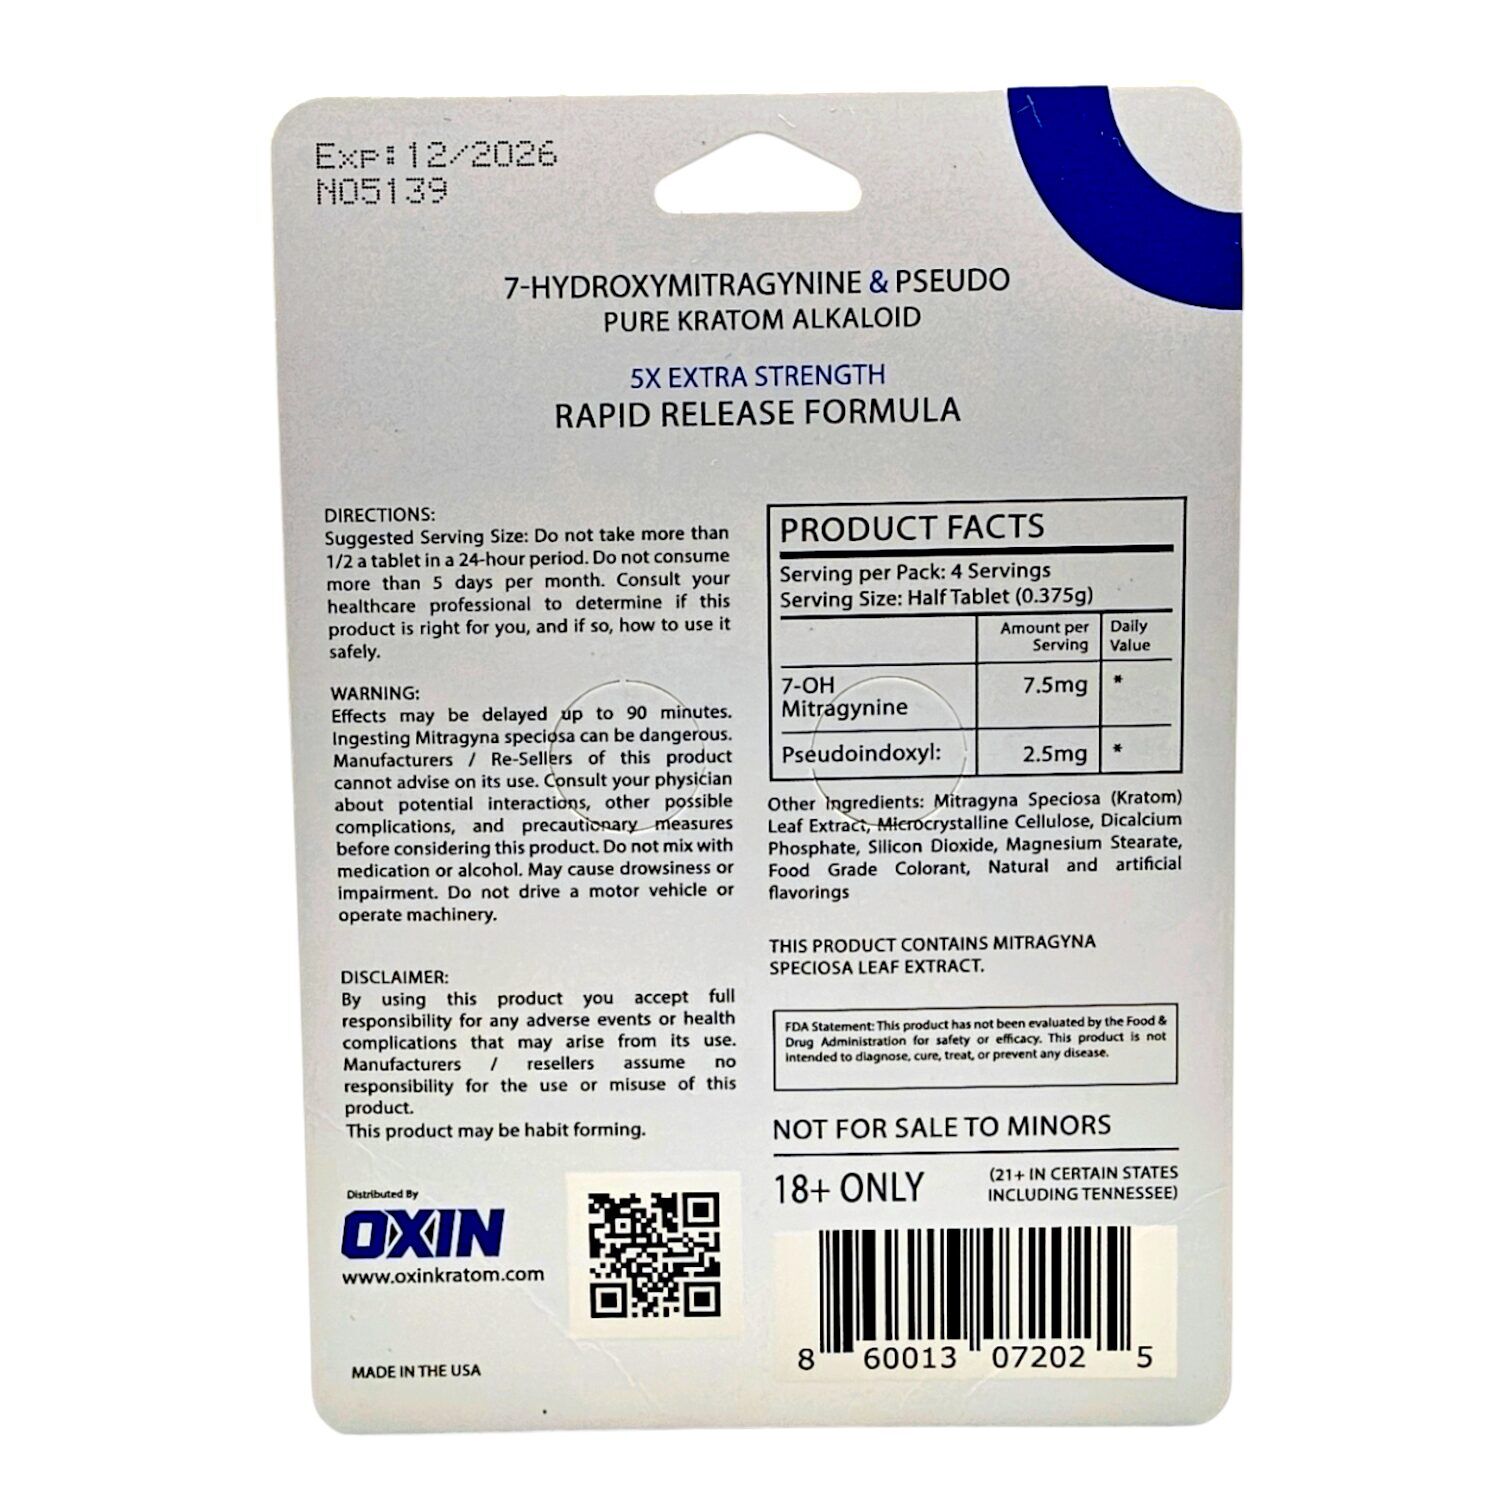 Exp:12/2026
N05139
7-HYDROXYMITRAGYNINE & PSEUDO
PURE KRATOM ALKALOID
5X EXTRA STRENGTH
RAPID RELEASE FORMULA
DIRECTIONS:
Suggested Serving Size: Do not take more than
1/2 a tablet in a 24-hour period. Do not consume
more than 5 days per month. Consult your
healthcare professional to determine if this
product is right for you, and if so, how to use it
safely.
WARNING:
Effects may be delayed up to 90 minutes.
Ingesting Mitragyna speciosa can be dangerous.
Manufacturers / Re-Sellers of this product
cannot advise on its use. Consult your physician
about potential interactions, other possible
complications, and precautionary measures
before considering this product. Do not mix with
medication or alcohol. May cause drowsiness or
impairment. Do not drive a motor vehicle or
operate machinery.
DISCLAIMER:
By using this product you accept full
responsibility for any adverse events or health
complications that may arise from its use.
Manufacturers / resellers assume no
responsibility for the use or misuse of this
product.
This product may be habit forming.
Distributed By
OXIN
www.oxinkratom.com
MADE IN THE USA
PRODUCT FACTS
Serving per Pack: 4 Servings
Serving Size: Half Tablet (0.375g)
Amount per Serving Daily Value
7-OH Mitragynine 7.5mg *
Pseudoindoxyl: 2.5mg *
Other Ingredients: Mitragyna Speciosa (Kratom)
Leaf Extract, Microcrystalline Cellulose, Dicalcium
Phosphate, Silicon Dioxide, Magnesium Stearate,
Food Grade Colorant, Natural and artificial
flavorings
THIS PRODUCT CONTAINS MITRAGYNA
SPECIOSA LEAF EXTRACT.
FDA Statement: This product has not been evaluated by the Food &
Drug Administration for safety or efficacy. This product is not
intended to diagnose, cure, treat, or prevent any disease.
NOT FOR SALE TO MINORS
18+ ONLY
(21+ IN CERTAIN STATES
INCLUDING TENNESSEE)
8 60013 07202 5